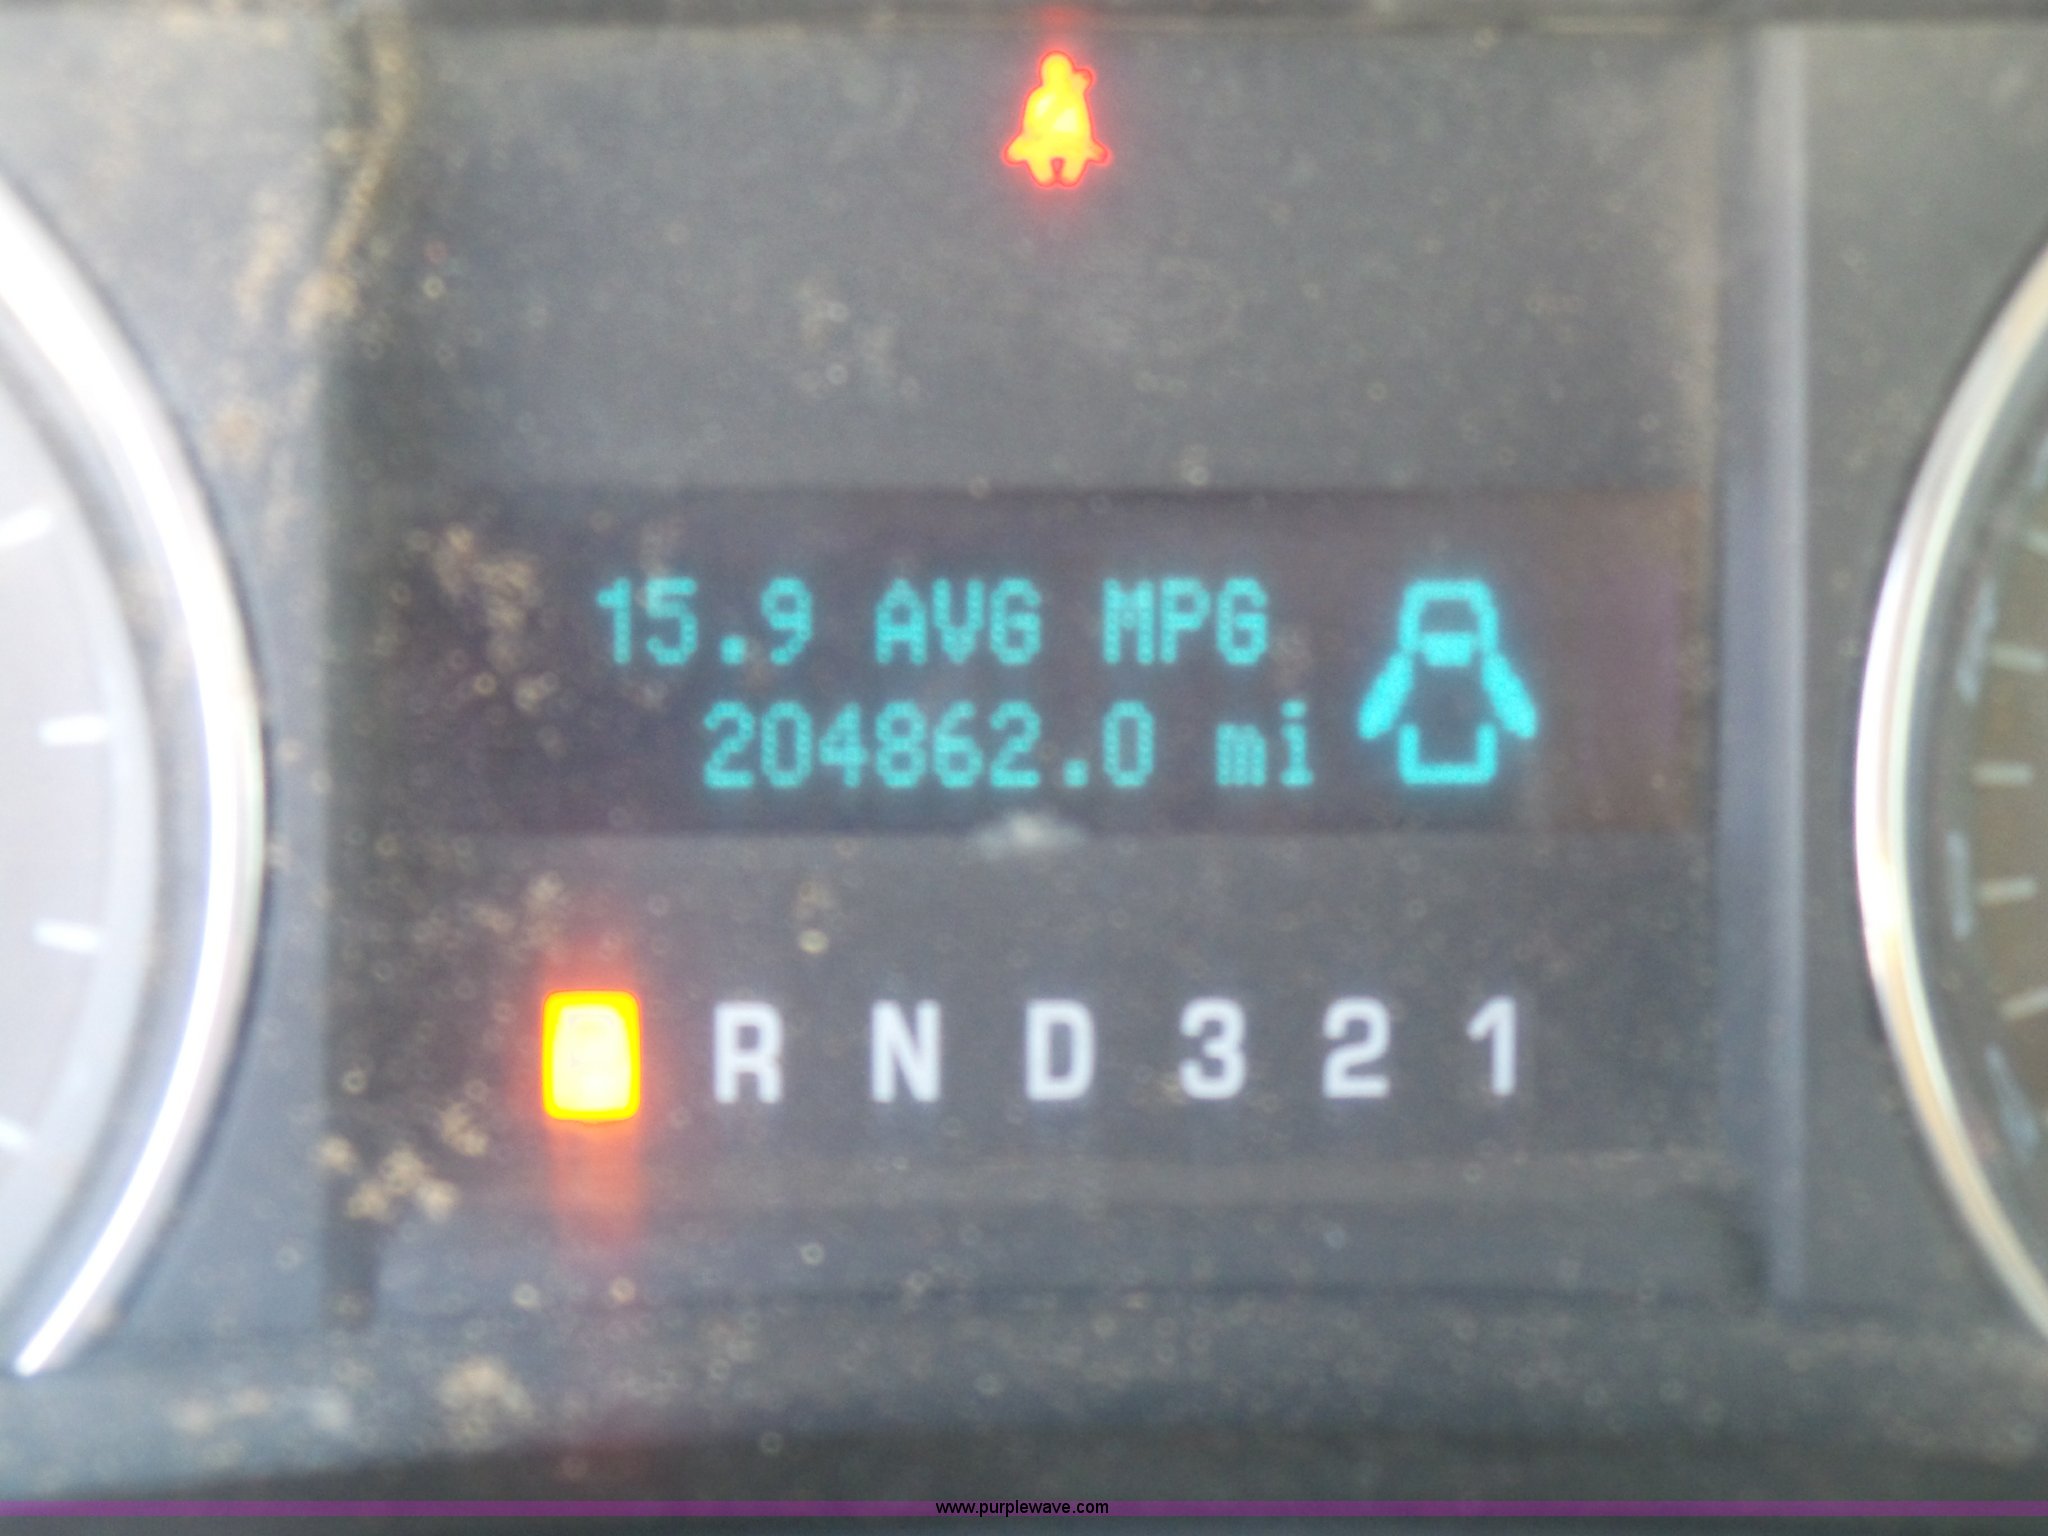 15.9 AVG MPG
204862.0 mi
R N D 3 2 1
www.purplewave.com